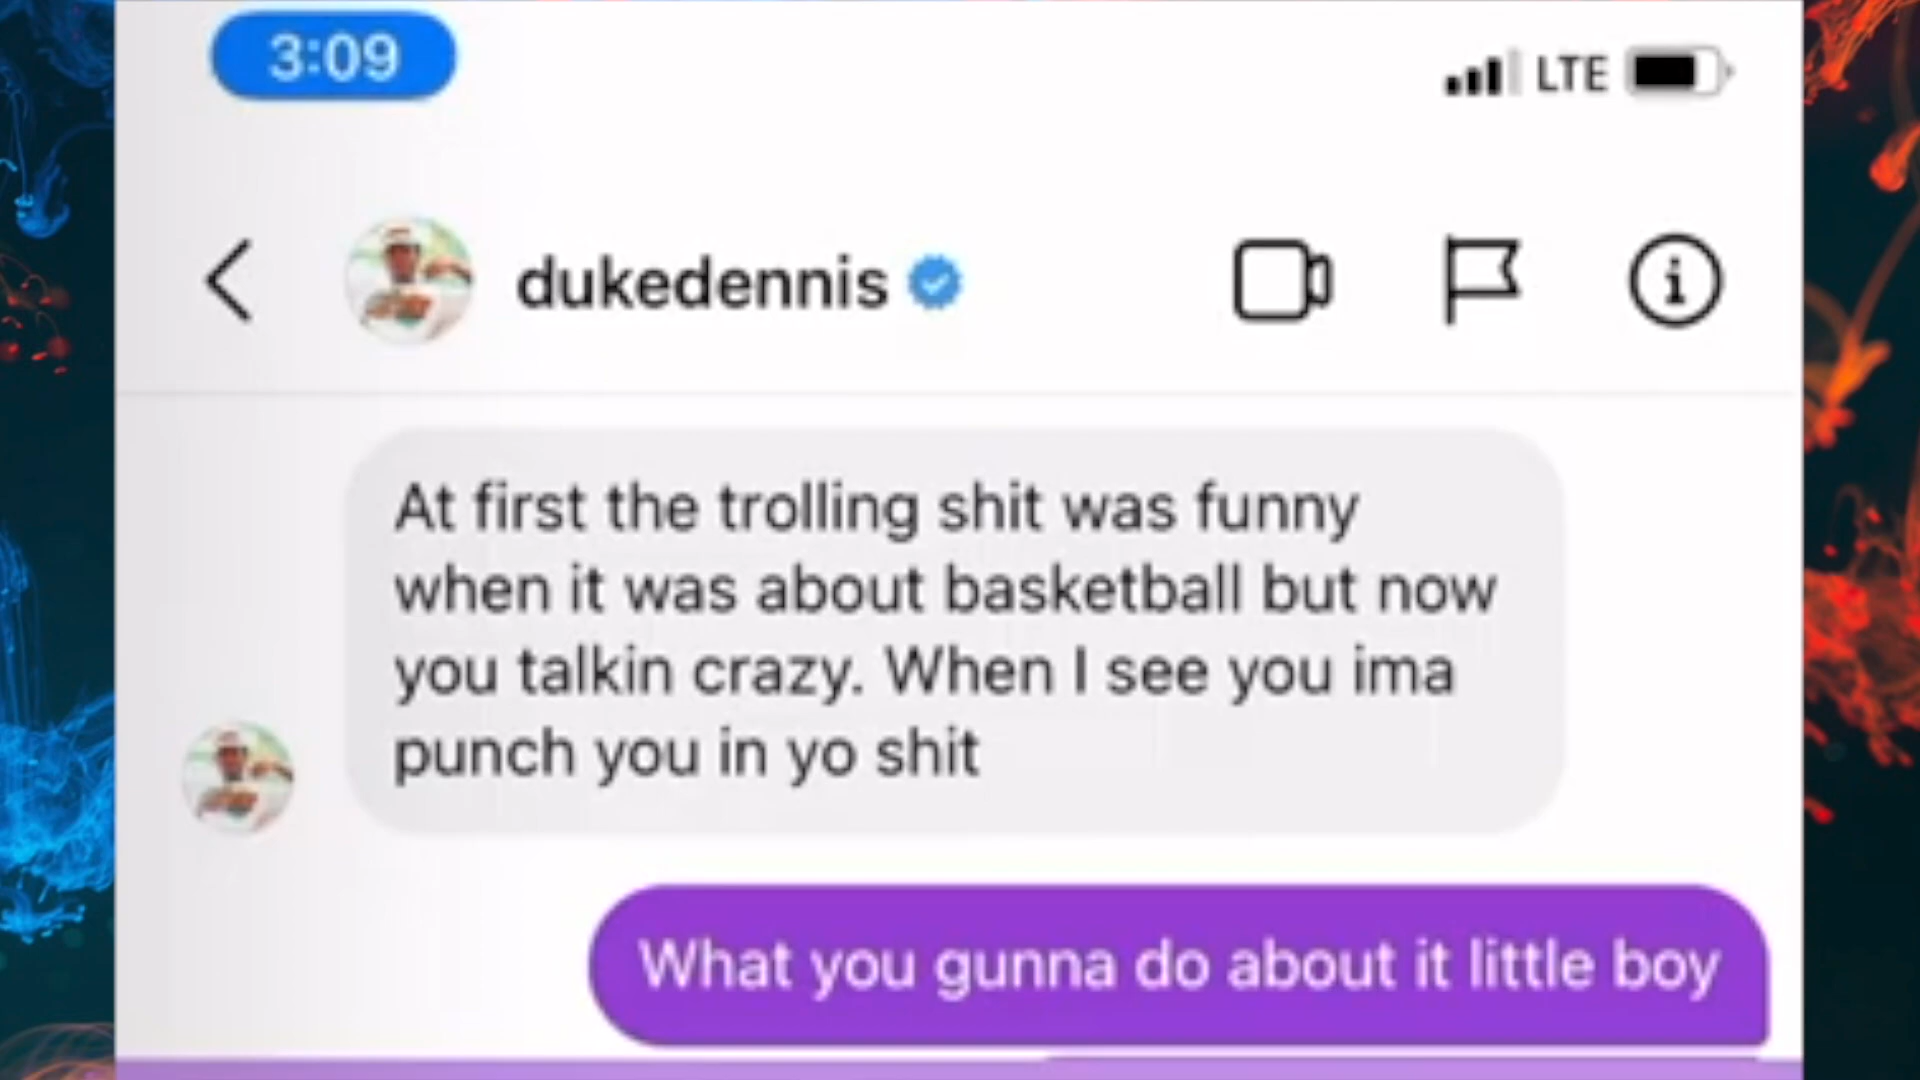 3:09
LTE
dukedennis
At first the trolling shit was funny
when it was about basketball but now
you talkin crazy. When I see you ima
punch you in yo shit
What you gunna do about it little boy